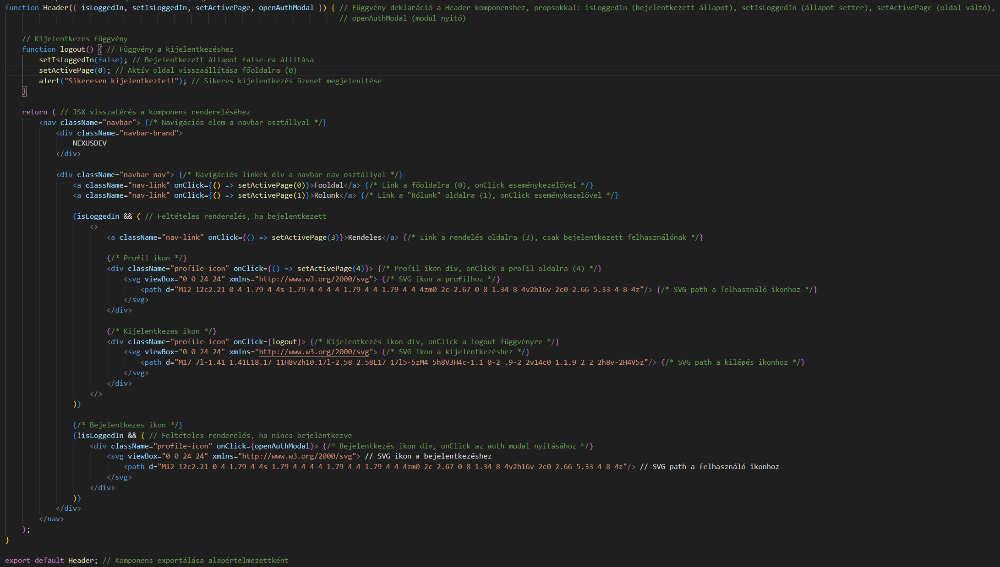 function Header({ isLoggedIn, setIsLoggedIn, setActivePage, openAuthModal }) { // Függvény deklaráció a Header komponenshez, propsokkal: isLoggedIn (bejelentkezett állapot), setIsLoggedIn (állapot setter), setActivePage (oldal váltó),
// openAuthModal (modul nyitó)
// Kijelentkezes függvény
function logout() { // Függvény a kijelentkezéshez
setIsLoggedIn(false); // Bejelentkezett állapot false-ra állítása
setActivePage(0); // Aktív oldal visszaállítása főoldalra (0)
alert("Sikeresen kijelentkeztel!"); // Sikeres kijelentkezés üzenet megjelenítése
}
return ( // JSX visszatérés a komponens rendereléséhez
<nav className="navbar"> {/* Navigációs elem a navbar osztállyal */}
<div className="navbar-brand">
NEXUSDEV
</div>
<div className="navbar-nav"> {/* Navigációs linkek div a navbar-nav osztállyal */}
<a className="nav-link" onClick={() => setActivePage(0)}>Fooldal</a> {/* Link a főoldalra (0), onClick eseménykezelővel */}
<a className="nav-link" onClick={() => setActivePage(1)}>Rolunk</a> {/* Link a "Rólunk" oldalra (1), onClick eseménykezelővel */}
{isLoggedIn && ( // Feltételes renderelés, ha bejelentkezett
<>
<a className="nav-link" onClick={() => setActivePage(3)}>Rendeles</a> {/* Link a rendelés oldalra (3), csak bejelentkezett felhasználónak */}
{/* Profil ikon */}
<div className="profile-icon" onClick={() => setActivePage(4)}> {/* Profil ikon div, onClick a profil oldalra (4) */}
<svg viewBox="0 0 24 24" xmlns="http://www.w3.org/2000/svg"> {/* SVG ikon a profilhoz */}
<path d="M12 12c2.21 0 4-1.79 4-4s-1.79-4-4-4-4 1.79-4 4 1.79 4 4 4zm0 2c-2.67 0-8 1.34-8 4v2h16v-2c0-2.66-5.33-4-8-4z"/> {/* SVG path a felhasználó ikonhoz */}
</svg>
</div>
{/* Kijelentkezes ikon */}
<div className="profile-icon" onClick={logout}> {/* Kijelentkezés ikon div, onClick a logout függvényre */}
<svg viewBox="0 0 24 24" xmlns="http://www.w3.org/2000/svg"> {/* SVG ikon a kijelentkezéshez */}
<path d="M17 7l-1.41 1.41L18.17 11H8v2h10.17l-2.58 2.58L17 17l5-5zM4 5h8V3H4c-1.1 0-2 .9-2 2v14c0 1.1.9 2 2 2h8v-2H4V5z"/> {/* SVG path a kilépés ikonhoz */}
</svg>
</div>
</>
)}
{/* Bejelentkezes ikon */}
{!isLoggedIn && ( // Feltételes renderelés, ha nincs bejelentkezve
<div className="profile-icon" onClick={openAuthModal}> {/* Bejelentkezés ikon div, onClick az auth modal nyitásához */}
<svg viewBox="0 0 24 24" xmlns="http://www.w3.org/2000/svg"> // SVG ikon a bejelentkezéshez
<path d="M12 12c2.21 0 4-1.79 4-4s-1.79-4-4-4-4 1.79-4 4 1.79 4 4 4zm0 2c-2.67 0-8 1.34-8 4v2h16v-2c0-2.66-5.33-4-8-4z"/> // SVG path a felhasználó ikonhoz
</svg>
</div>
)}
</div>
</nav>
);
}
export default Header; // Komponens exportálása alapértelmezettként